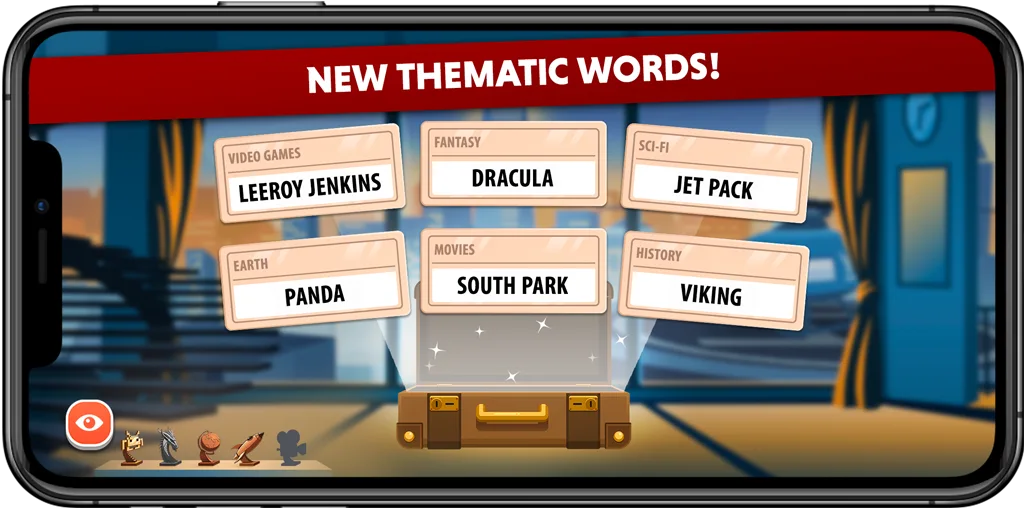 NEW THEMATIC WORDS!
VIDEO GAMES
LEEROY JENKINS
FANTASY
DRACULA
SCI-FI
JET PACK
EARTH
PANDA
MOVIES
SOUTH PARK
HISTORY
VIKING